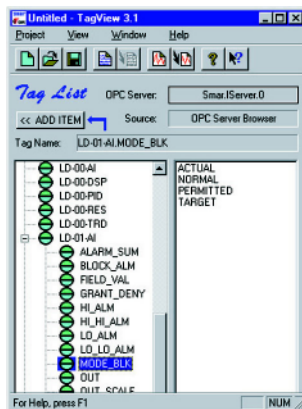 Untitled - TagView 3.1
Project View Window Help
Tag List OPC Server: Smar.IServer.0
<< ADD ITEM Source: OPC Server Browser
Tag Name: LD-01-AI.MODE_BLK
LD-00-AI
LD-00-DSP
LD-00-PID
LD-00-RES
LD-00-TRD
LD-01-AI
ALARM_SUM
BLOCK_ALM
FIELD_VAL
GRANT_DENY
HI_ALM
HI_HI_ALM
LO_ALM
LO_LO_ALM
MODE_BLK
OUT
OUT_SCALE
ACTUAL
NORMAL
PERMITTED
TARGET
For Help, press F1 NUM